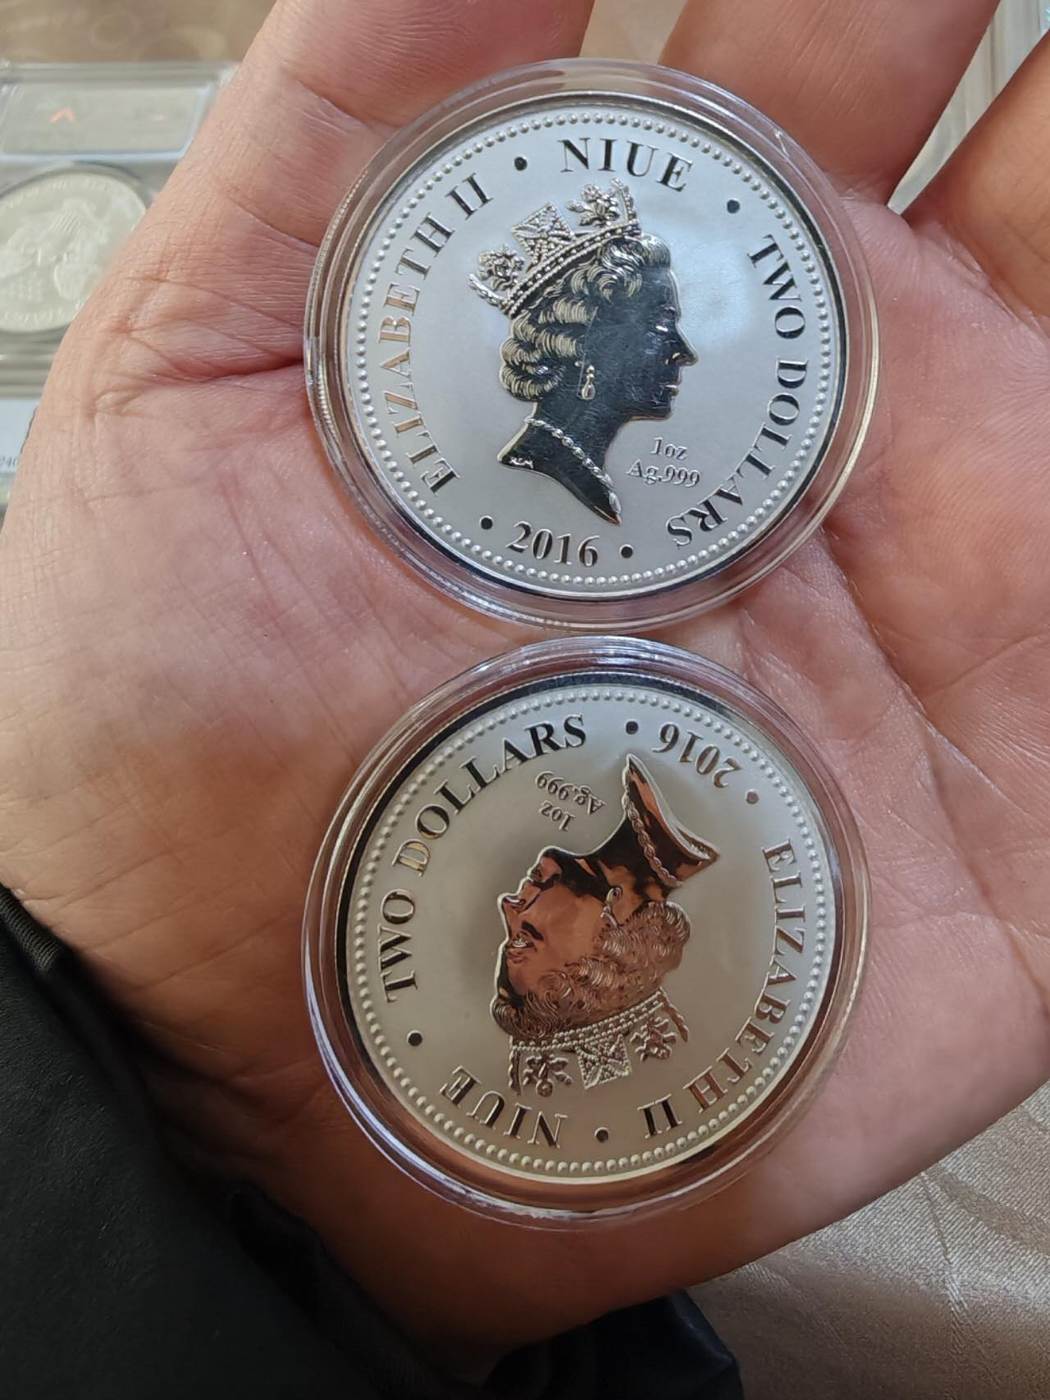 ELIZABETH II • NIUE • TWO DOLLARS • 2016 •
1oz
Ag.999
ELIZABETH II • NIUE • TWO DOLLARS • 2016 •
1oz
Ag.999